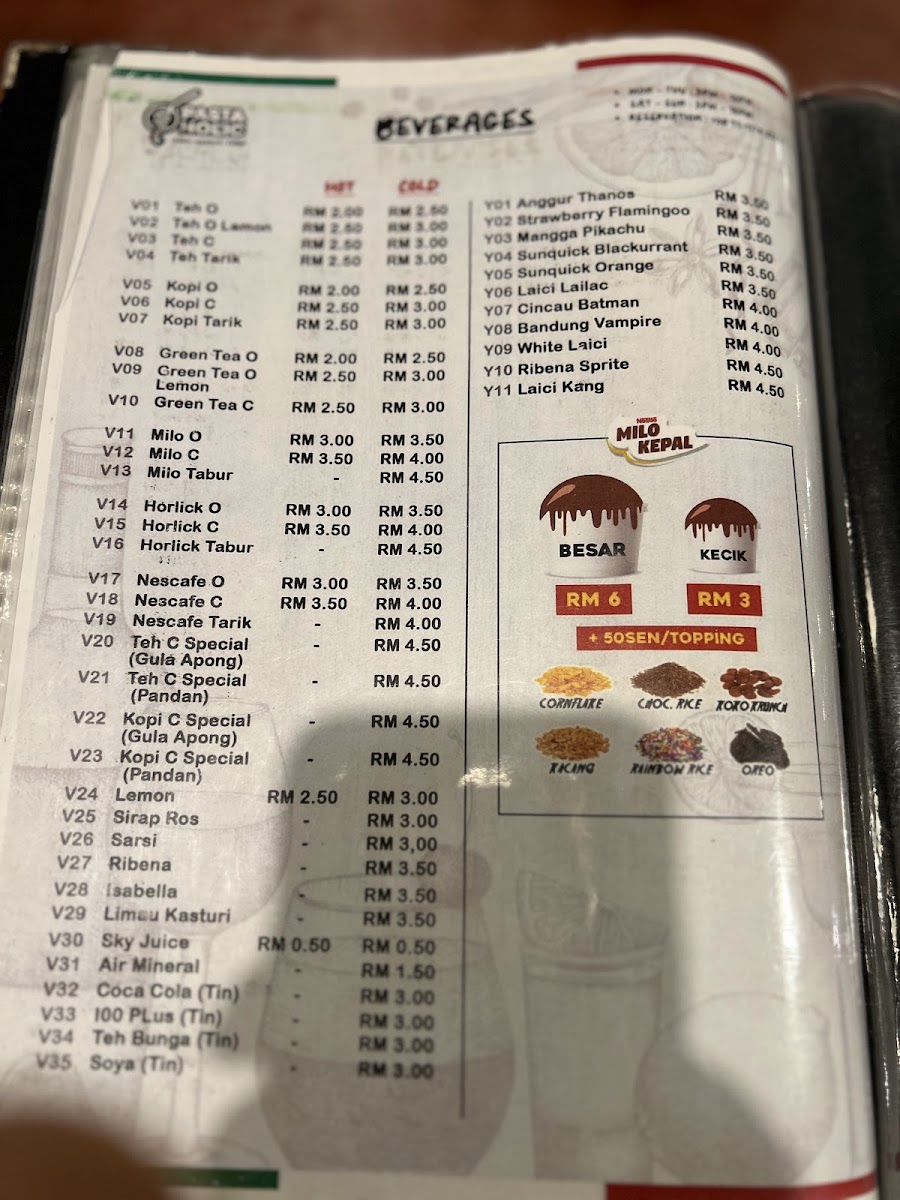 PASTA
HOLIC
BEVERAGES
HOT COLD
V01 Teh O RM 2.00 RM 2.50
V02 Teh O Lemon RM 2.50 RM 3.00
V03 Teh C RM 2.50 RM 3.00
V04 Teh Tarik RM 2.50 RM 3.00
V05 Kopi O RM 2.00 RM 2.50
V06 Kopi C RM 2.50 RM 3.00
V07 Kopi Tarik RM 2.50 RM 3.00
V08 Green Tea O RM 2.00 RM 2.50
V09 Green Tea O RM 2.50 RM 3.00
Lemon
V10 Green Tea C RM 2.50 RM 3.00
V11 Milo O RM 3.00 RM 3.50
V12 Milo C RM 3.50 RM 4.00
V13 Milo Tabur - RM 4.50
V14 Horlick O RM 3.00 RM 3.50
V15 Horlick C RM 3.50 RM 4.00
V16 Horlick Tabur - RM 4.50
V17 Nescafe O RM 3.00 RM 3.50
V18 Nescafe C RM 3.50 RM 4.00
V19 Nescafe Tarik - RM 4.00
V20 Teh C Special - RM 4.50
(Gula Apong)
V21 Teh C Special - RM 4.50
(Pandan)
V22 Kopi C Special - RM 4.50
(Gula Apong)
V23 Kopi C Special - RM 4.50
(Pandan)
V24 Lemon RM 2.50 RM 3.00
V25 Sirap Ros - RM 3.00
V26 Sarsi - RM 3,00
V27 Ribena - RM 3.50
V28 Isabella - RM 3.50
V29 Limau Kasturi - RM 3.50
V30 Sky Juice RM 0.50 RM 0.50
V31 Air Mineral - RM 1.50
V32 Coca Cola (Tin) - RM 3.00
V33 100 PLus (Tin) - RM 3.00
V34 Teh Bunga (Tin) - RM 3.00
V35 Soya (Tin) - RM 3.00
Y01 Anggur Thanos RM 3.50
Y02 Strawberry Flamingoo RM 3.50
Y03 Mangga Pikachu RM 3.50
Y04 Sunquick Blackurrant RM 3.50
Y05 Sunquick Orange RM 3.50
Y06 Laici Lailac RM 3.50
Y07 Cincau Batman RM 4.00
Y08 Bandung Vampire RM 4.00
Y09 White Laici RM 4.00
Y10 Ribena Sprite RM 4.50
Y11 Laici Kang RM 4.50
Nestlé
MILO
KEPAL
BESAR KECIK
RM 6 RM 3
+ 50SEN/TOPPING
CORNFLAKE CHOC. RICE KOKO KRUNCH
KACANG RAINBOW RICE OREO